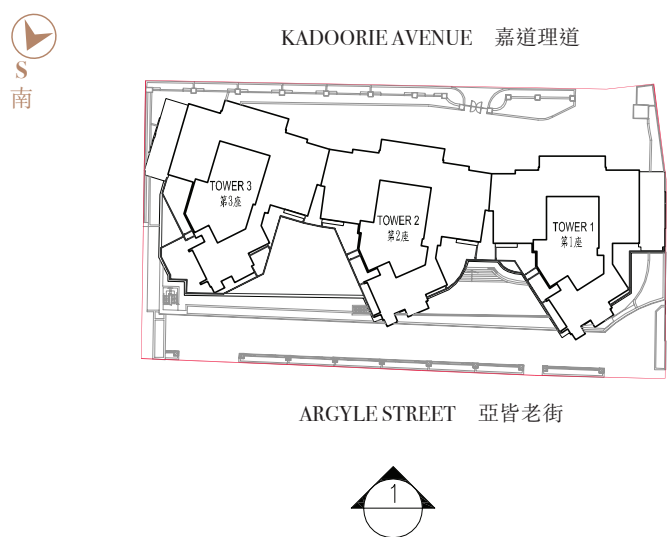 KADOORIE AVENUE 嘉道理道
S
南
TOWER 3
第3座
TOWER 2
第2座
TOWER 1
第1座
ARGYLE STREET 亞皆老街
1